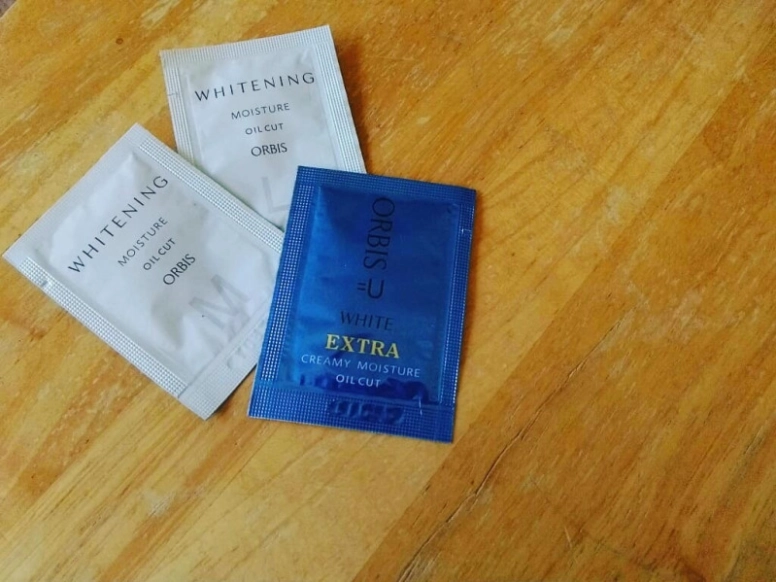 WHITENING
MOISTURE
OIL CUT
ORBIS
L
WHITENING
MOISTURE
OIL CUT
ORBIS
M
ORBIS
=U
WHITE
EXTRA
CREAMY MOISTURE
OIL CUT